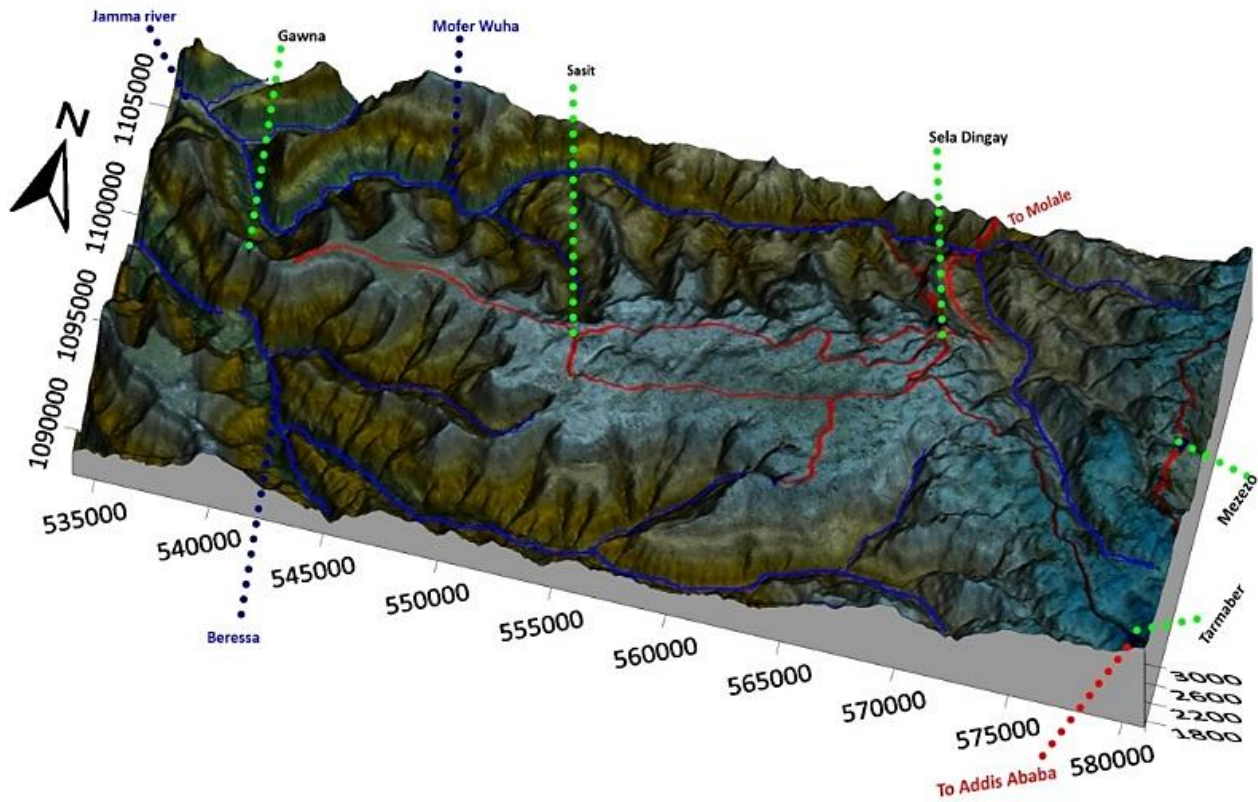 Jamma river
Gawna
Mofer Wuha
Sasit
Sela Dingay
To Molale
N
1105000
1100000
1095000
1090000
535000
540000
545000
550000
555000
560000
565000
570000
575000
580000
3000
2600
2200
1800
Mezezo
Tarmaber
Beressa
To Addis Ababa